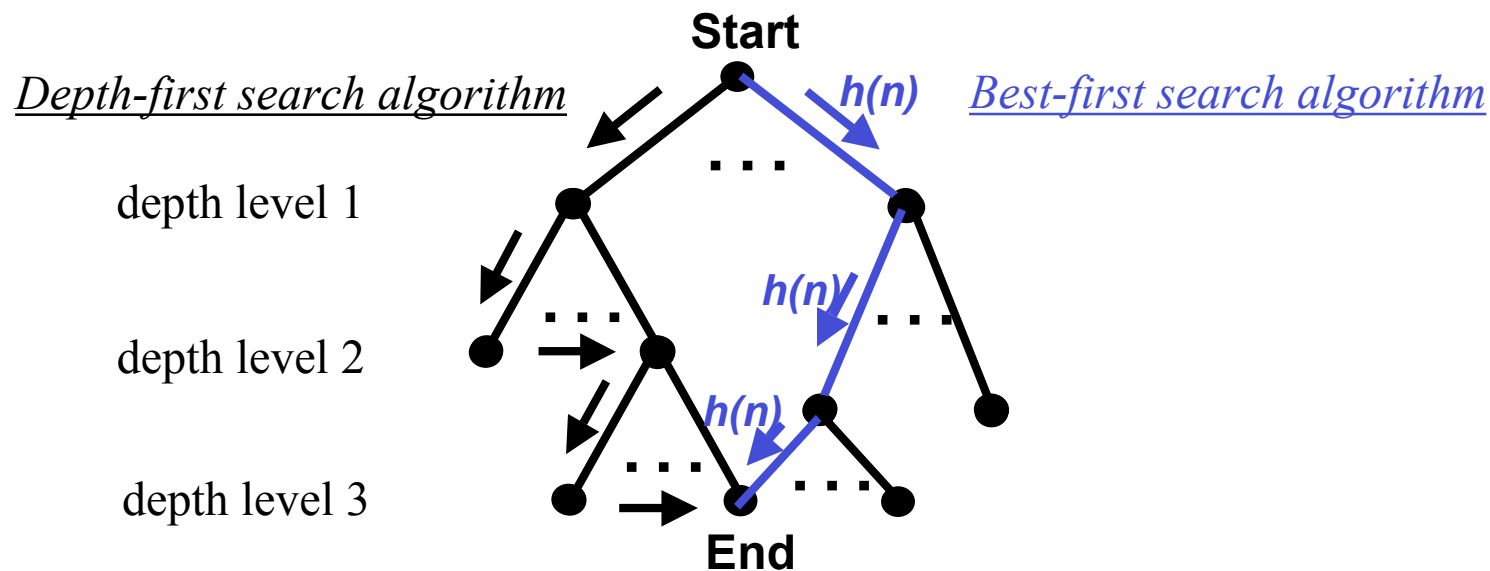 Start
Depth-first search algorithm
h(n)
Best-first search algorithm
. . .
depth level 1
h(n)
. . .
. . .
depth level 2
h(n)
. . .
. . .
depth level 3
End